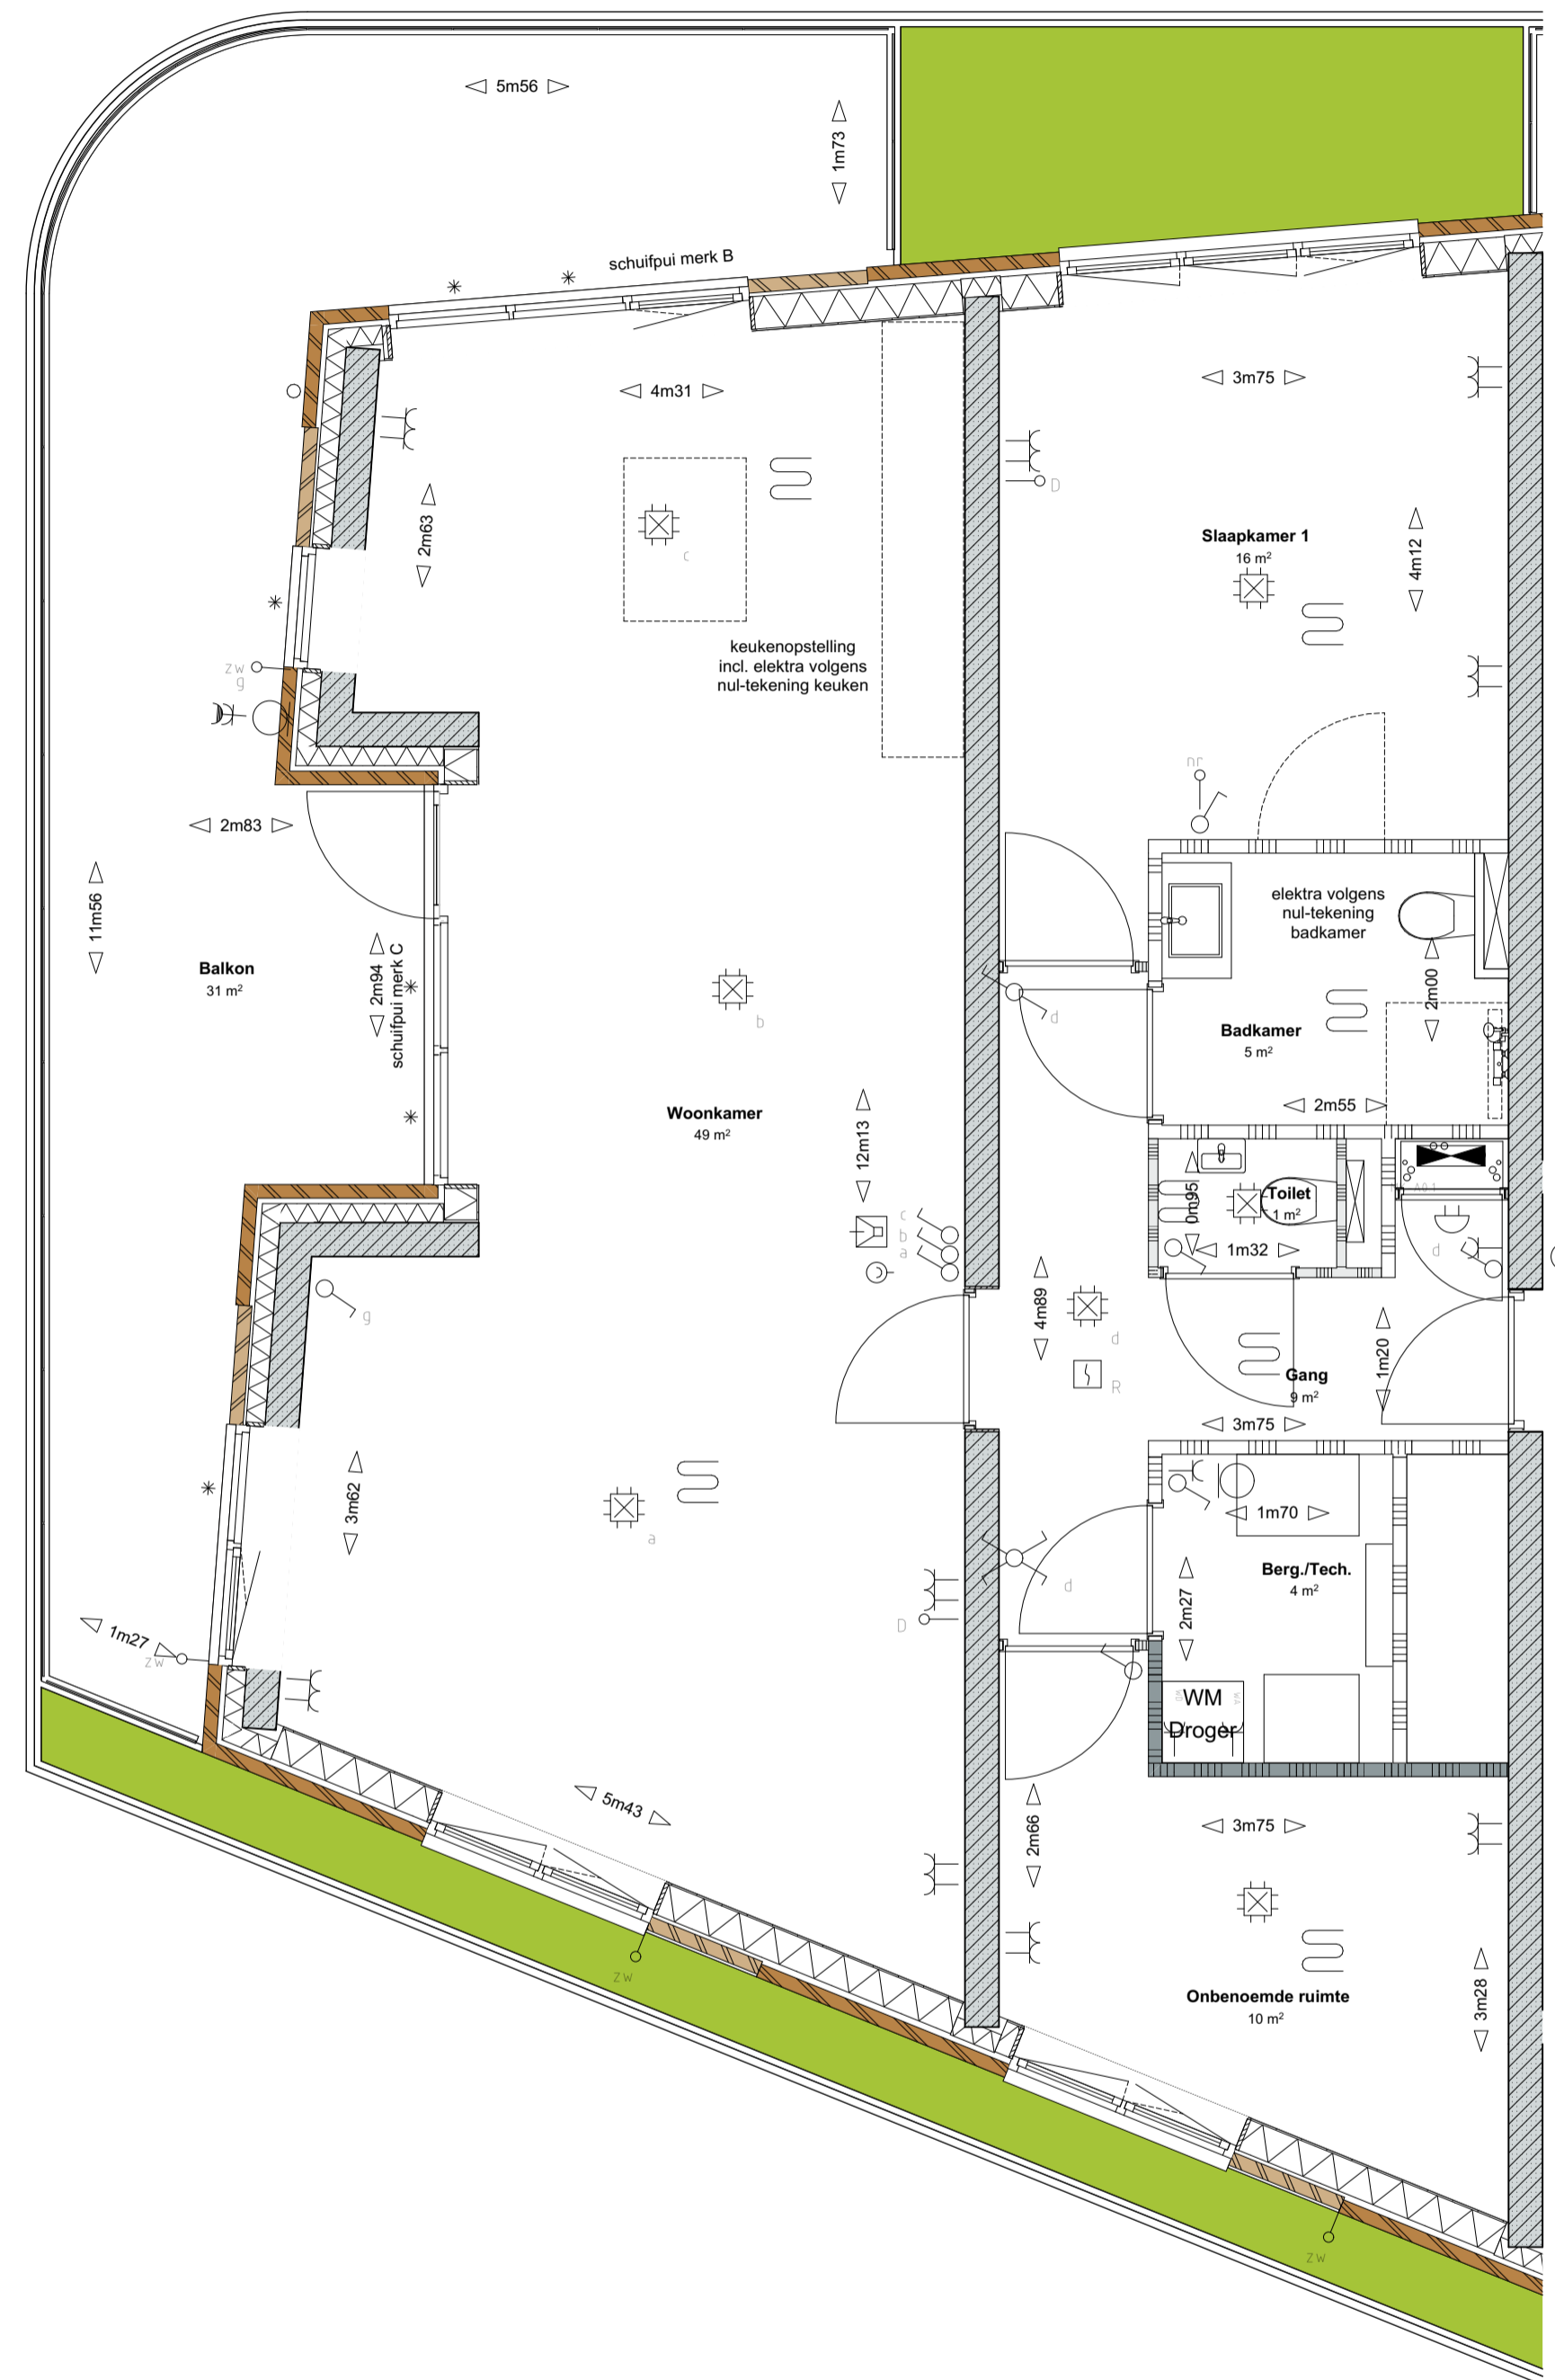 5m56
1m73
schuifpui merk B
4m31
3m75
D
2m63
c
Slaapkamer 1
16 m²
4m12
keukenopstelling
incl. elektra volgens
nul-tekening keuken
zw
g
nr
2m83
11m56
Balkon
31 m²
2m94
schuifpui merk C
elektra volgens
nul-tekening
badkamer
2m00
b
d
Badkamer
5 m²
2m55
Woonkamer
49 m²
12m13
0m95
Toilet
1 m²
1m32
c
b
a
d
g
4m89
d
R
Gang
9 m²
1m20
3m75
3m62
a
1m70
Berg./Tech.
4 m²
d
2m27
D
1m27
zw
WM
Droger
5m43
2m66
3m75
zw
Onbenoemde ruimte
10 m²
3m28
zw